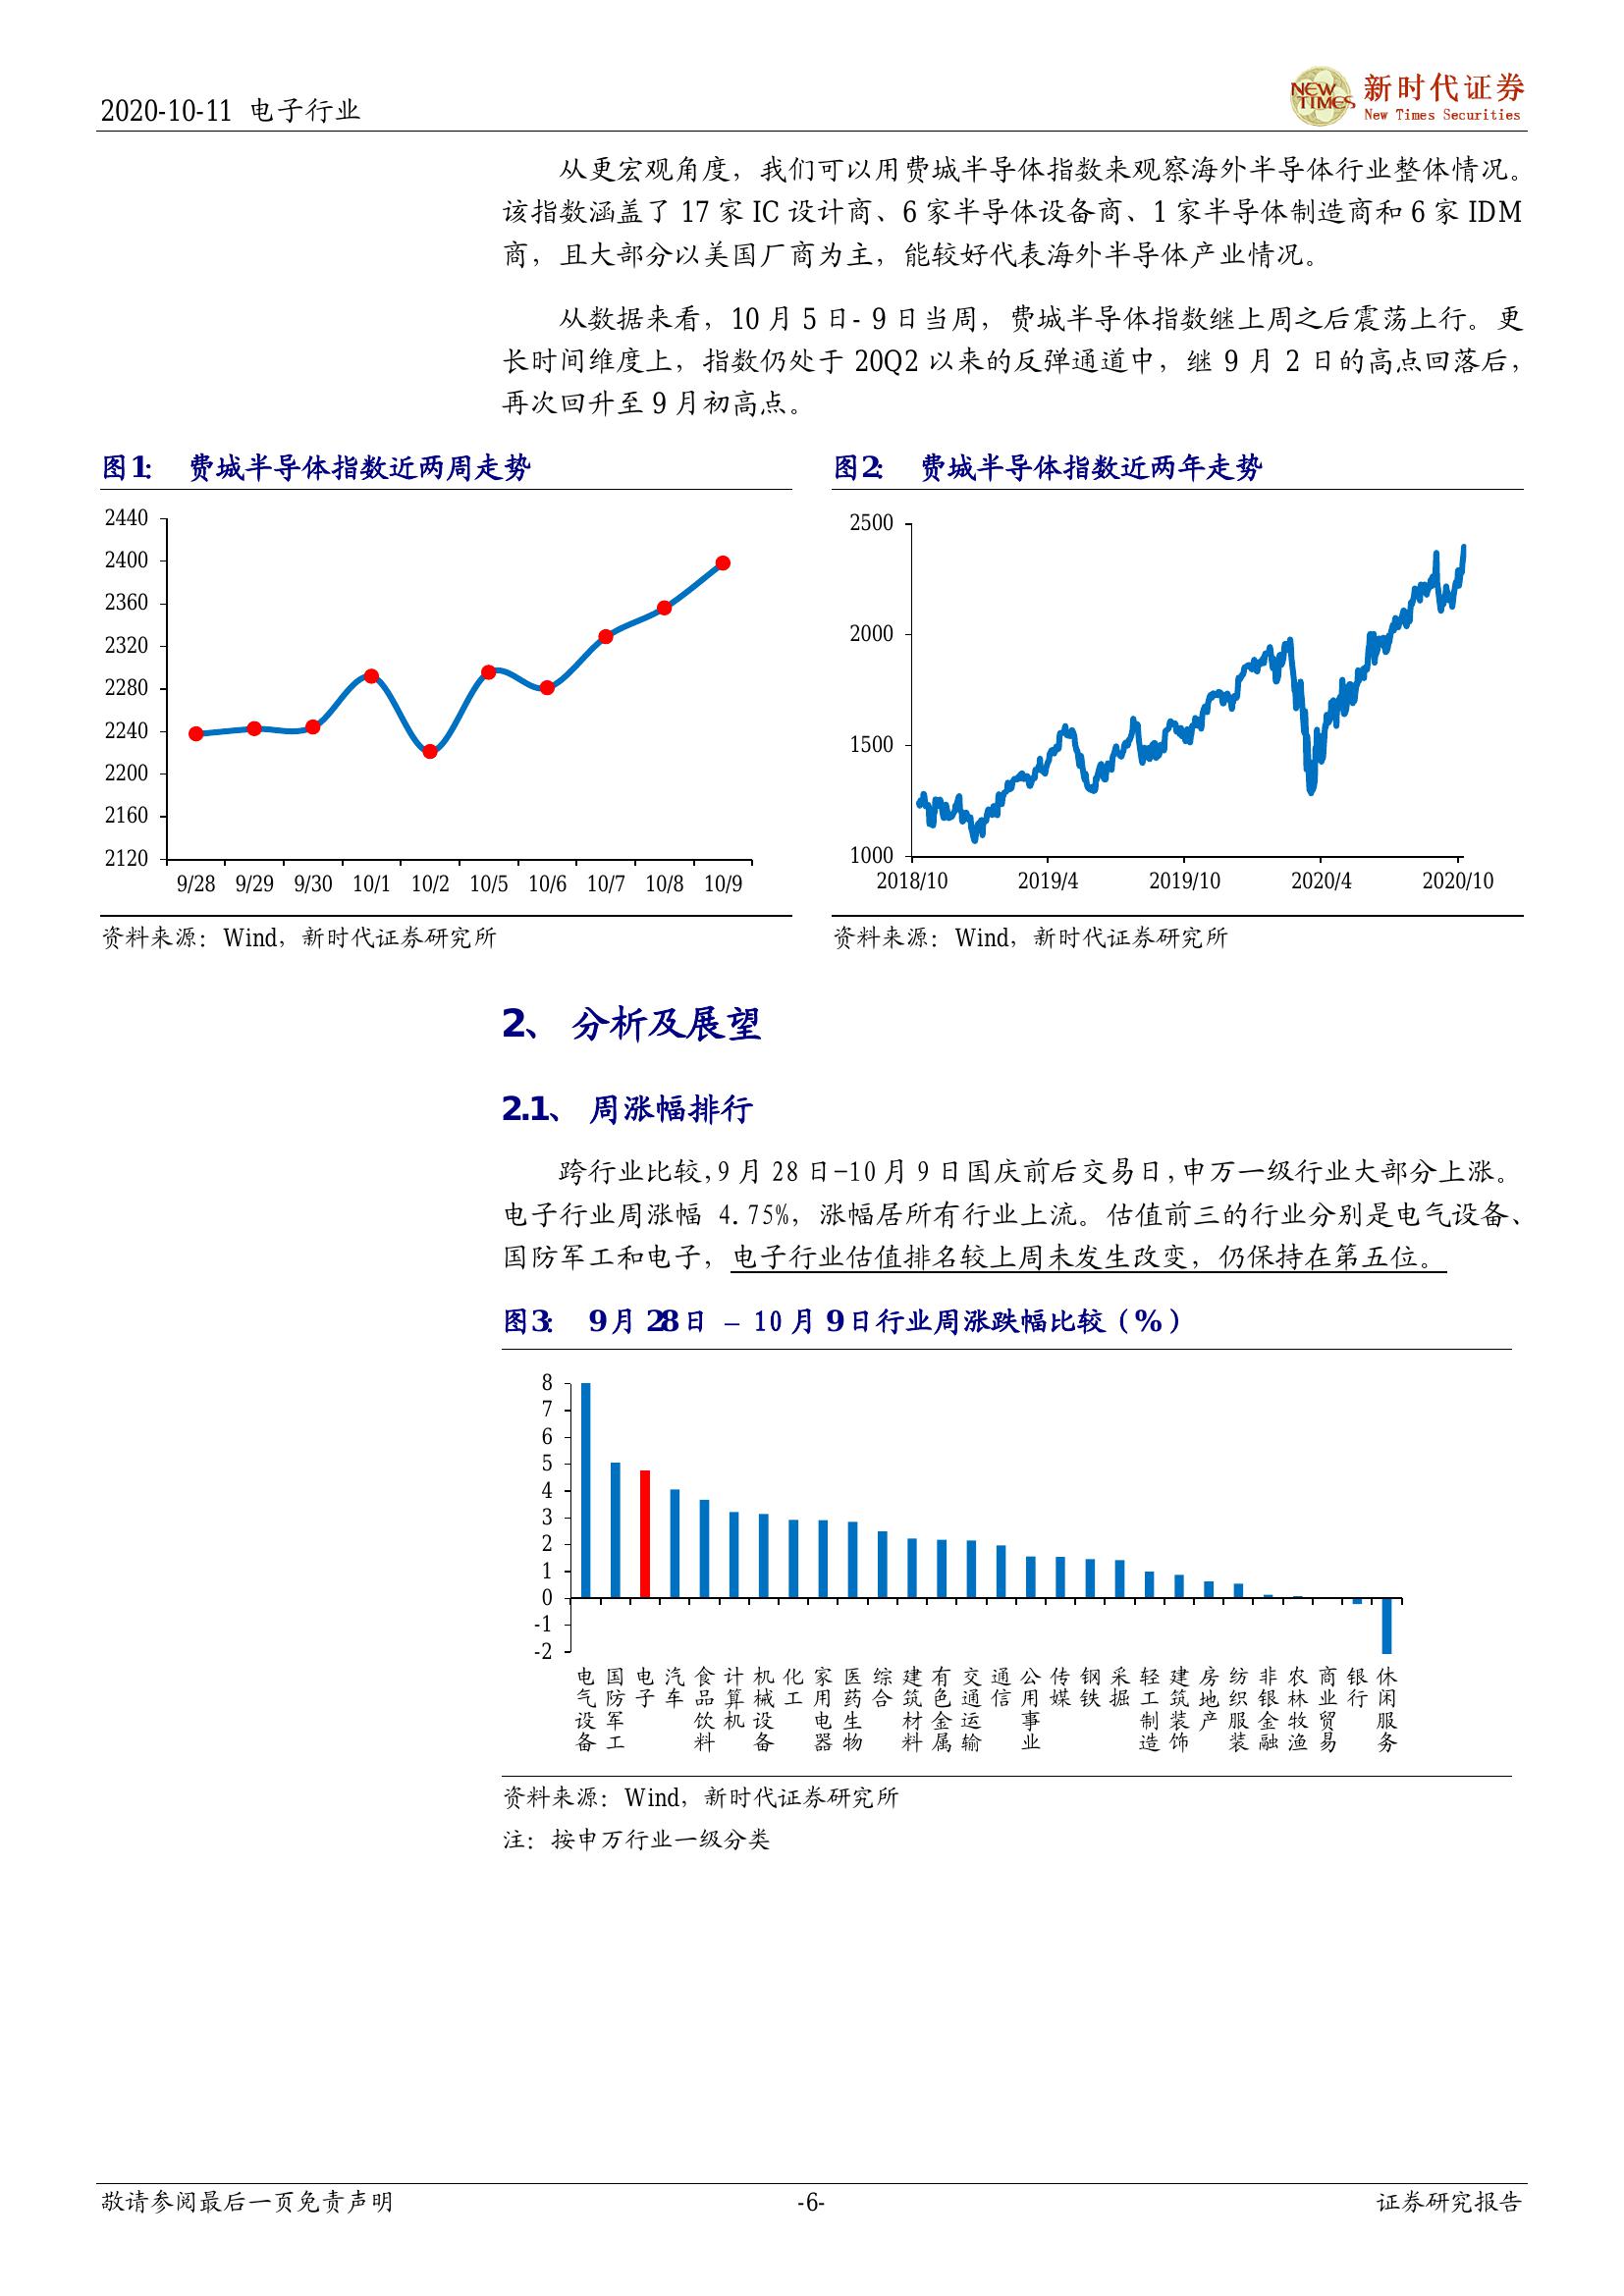 2020-10-11 电子行业
NEW TIMES
新时代证券
New Times Securities
从更宏观角度，我们可以用费城半导体指数来观察海外半导体行业整体情况。
该指数涵盖了 17 家 IC 设计商、6 家半导体设备商、1 家半导体制造商和 6 家 IDM
商，且大部分以美国厂商为主，能较好代表海外半导体产业情况。
从数据来看，10 月 5 日- 9 日当周，费城半导体指数继上周之后震荡上行。更
长时间维度上，指数仍处于 20Q2 以来的反弹通道中，继 9 月 2 日的高点回落后，
再次回升至 9 月初高点。
图1： 费城半导体指数近两周走势
2440
2400
2360
2320
2280
2240
2200
2160
2120
9/28 9/29 9/30 10/1 10/2 10/5 10/6 10/7 10/8 10/9
资料来源：Wind，新时代证券研究所
图2： 费城半导体指数近两年走势
2500
2000
1500
1000
2018/10 2019/4 2019/10 2020/4 2020/10
资料来源：Wind，新时代证券研究所
2、 分析及展望
2.1、 周涨幅排行
跨行业比较,9 月 28 日-10 月 9 日国庆前后交易日,申万一级行业大部分上涨。
电子行业周涨幅 4.75%，涨幅居所有行业上流。估值前三的行业分别是电气设备、
国防军工和电子，电子行业估值排名较上周未发生改变，仍保持在第五位。
图3： 9月 28日 – 10 月 9日行业周涨跌幅比较（%）
8
7
6
5
4
3
2
1
0
-1
-2
电气设备 国防军工 电子 汽车 食品饮料 计算机 机械设备 化工 家用电器 医药生物 综合 建筑材料 有色金属 交通运输 通信 公用事业 传媒 钢铁 采掘 轻工制造 建筑装饰 房地产 纺织服装 非银金融 农林牧渔 商业贸易 银行 休闲服务
资料来源：Wind，新时代证券研究所
注：按申万行业一级分类
敬请参阅最后一页免责声明
-6-
证券研究报告